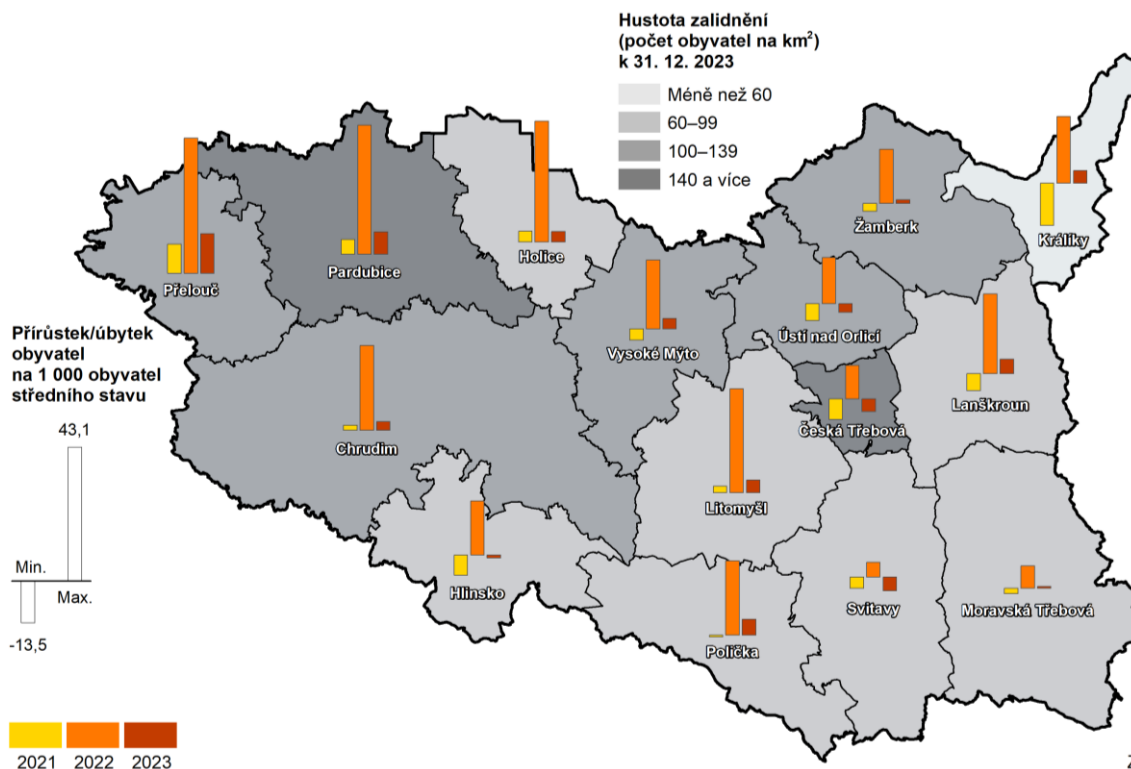 Hustota zalidnění
(počet obyvatel na km²)
k 31. 12. 2023
Méně než 60
60–99
100–139
140 a více
Přelouč
Pardubice
Holice
Žamberk
Králíky
Vysoké Mýto
Ústí nad Orlicí
Lanškroun
Česká Třebová
Chrudim
Litomyšl
Hlinsko
Polička
Svitavy
Moravská Třebová
Přírůstek/úbytek
obyvatel
na 1 000 obyvatel
středního stavu
43,1
Min.
Max.
-13,5
2021
2022
2023